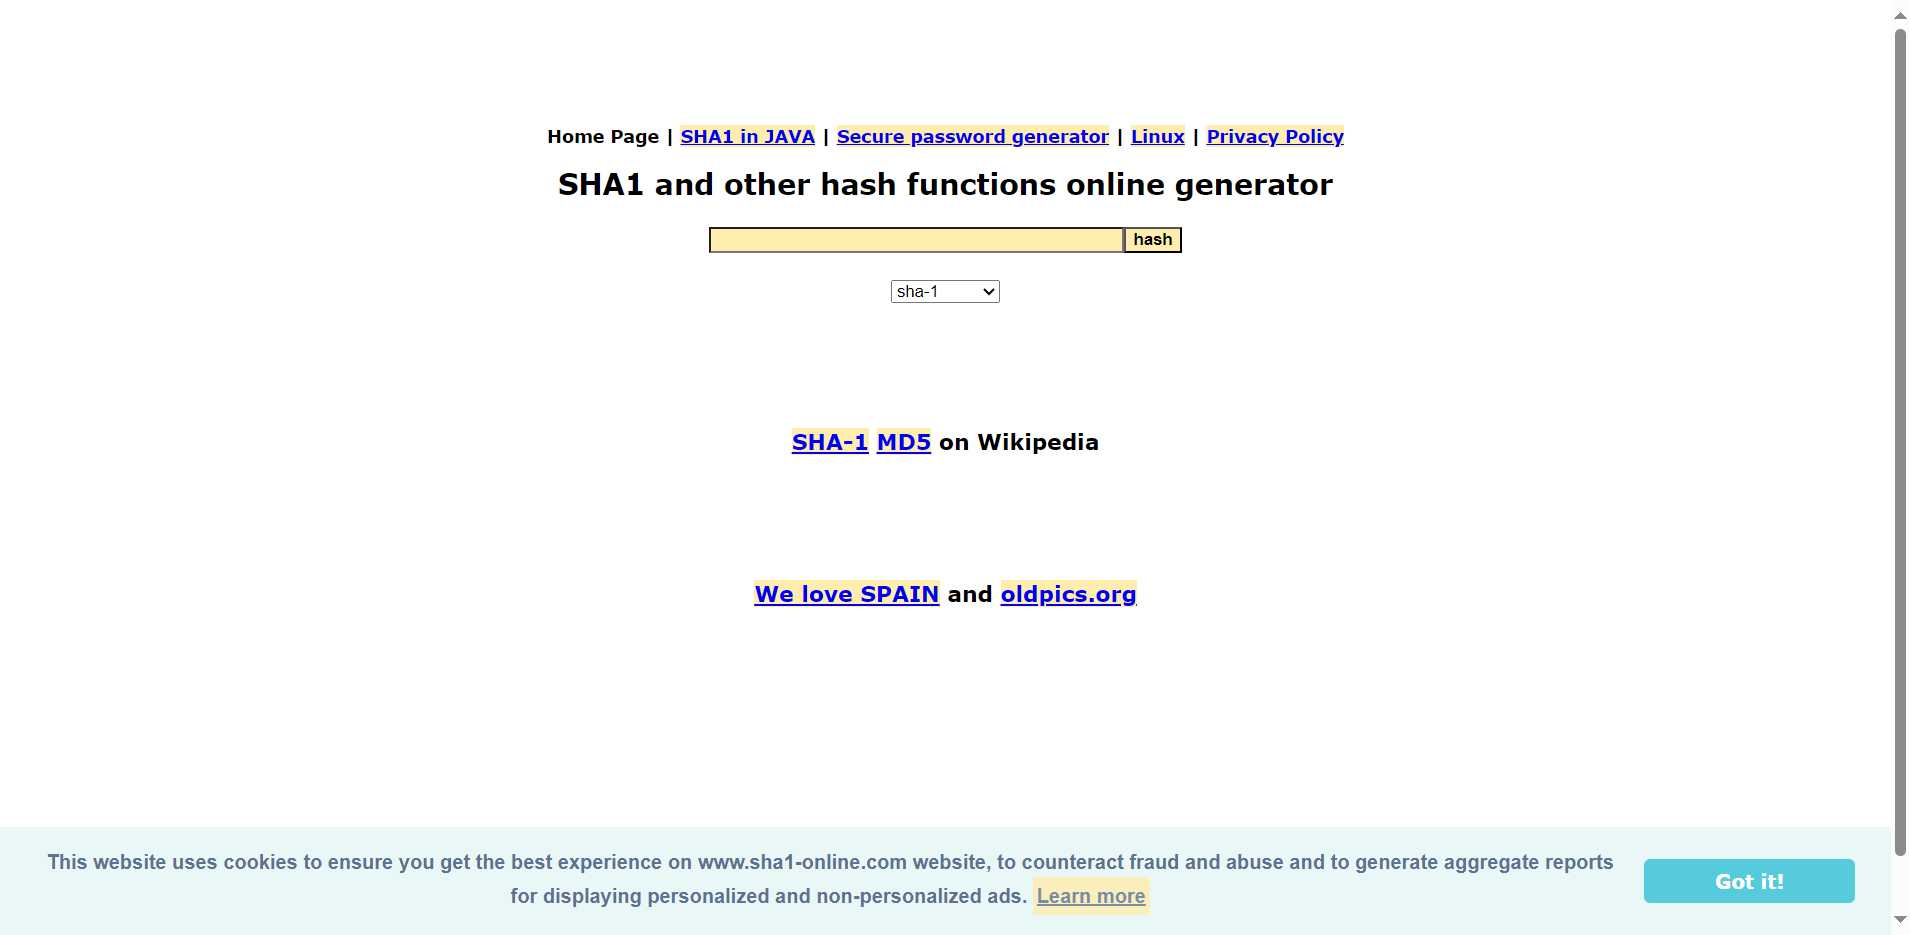 Home Page | SHA1 in JAVA | Secure password generator | Linux | Privacy Policy
SHA1 and other hash functions online generator
hash
sha-1
SHA-1 MD5 on Wikipedia
We love SPAIN and oldpics.org
This website uses cookies to ensure you get the best experience on www.sha1-online.com website, to counteract fraud and abuse and to generate aggregate reports
for displaying personalized and non-personalized ads. Learn more
Got it!